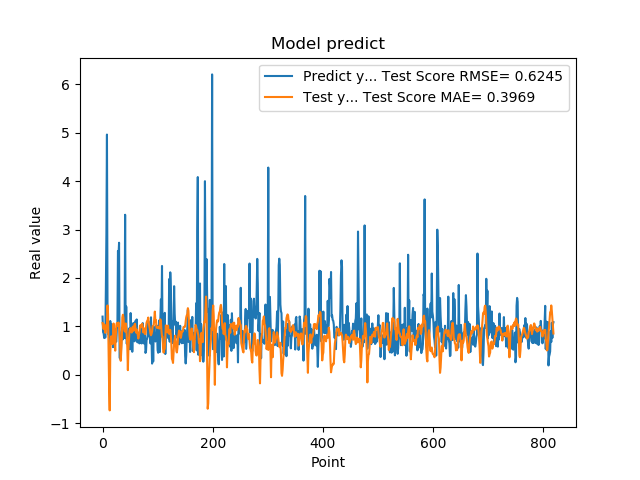 Model predict
Predict y... Test Score RMSE= 0.6245
Test y... Test Score MAE= 0.3969
Real value
6
5
4
3
2
1
0
−1
0 200 400 600 800
Point